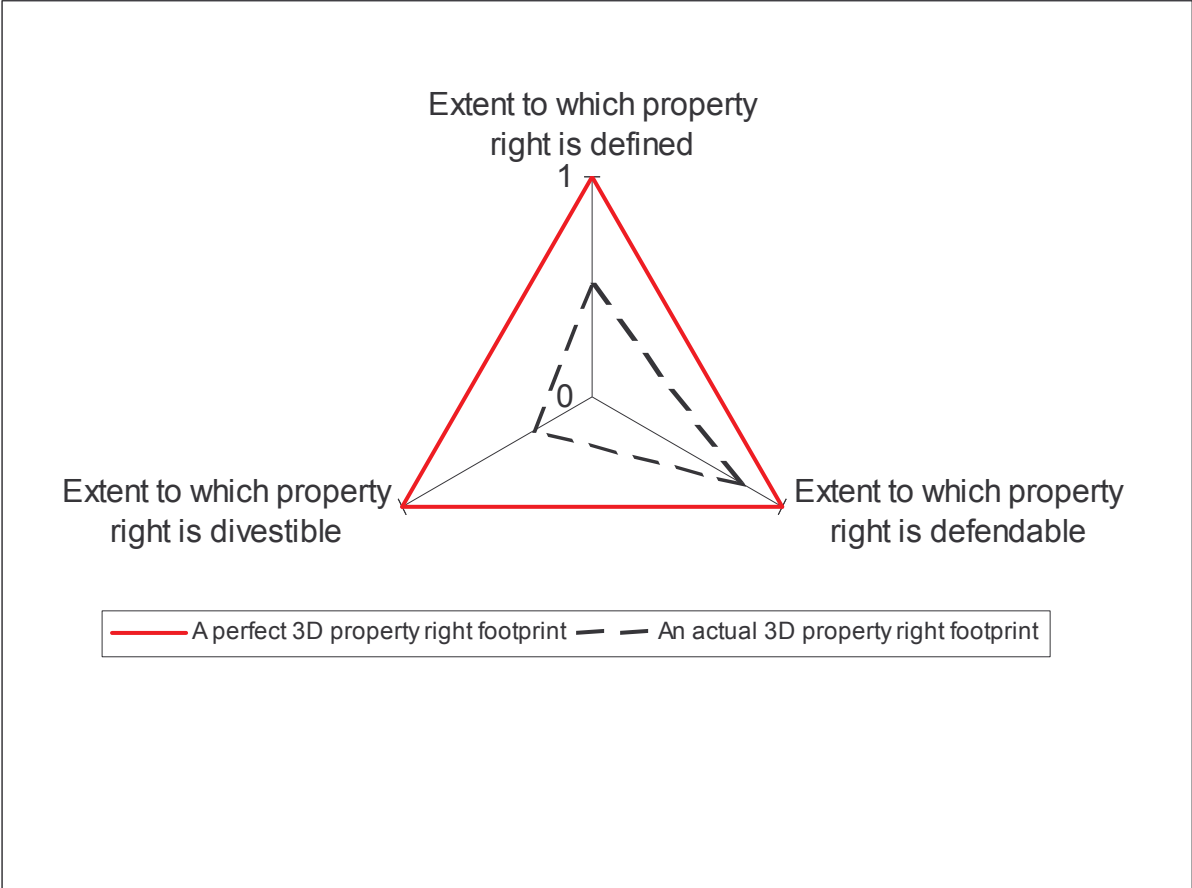 Extent to which property
right is defined
1
0
Extent to which property
right is divestible
Extent to which property
right is defendable
A perfect 3D property right footprint
An actual 3D property right footprint